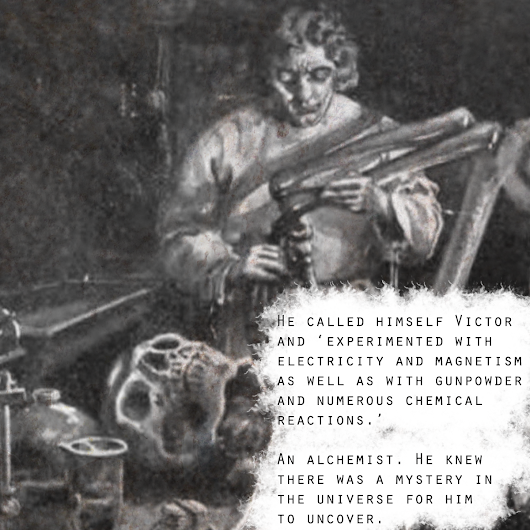 He called himself Victor
and ‘experimented with
electricity and magnetism
as well as with gunpowder
and numerous chemical
reactions.’
An alchemist. He knew
there was a mystery in
the universe for him
to uncover.